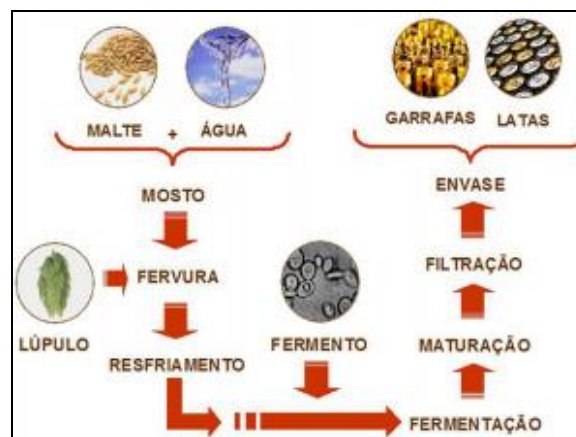 MALTE + ÁGUA
MOSTO
LÚPULO
FERVURA
RESFRIAMENTO
FERMENTO
FERMENTAÇÃO
MATURAÇÃO
FILTRAÇÃO
ENVASE
GARRAFAS
LATAS